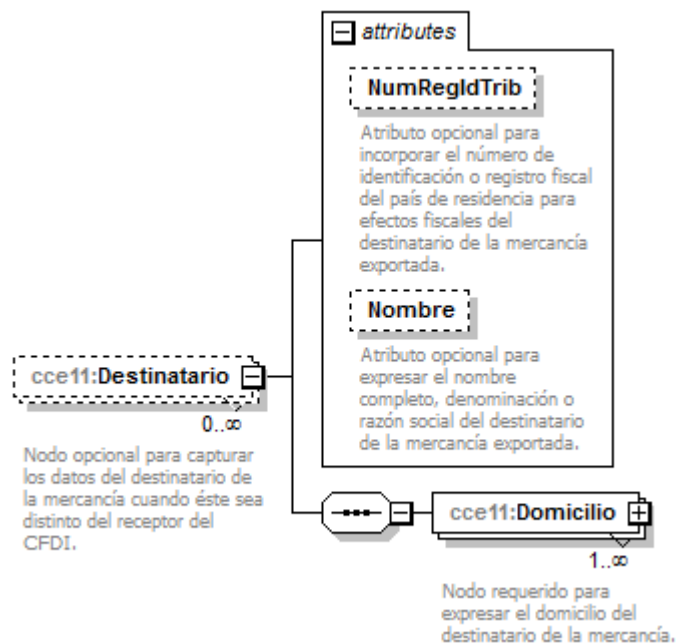 attributes
NumRegIdTrib
Atributo opcional para
incorporar el número de
identificación o registro fiscal
del país de residencia para
efectos fiscales del
destinatario de la mercancía
exportada.
Nombre
Atributo opcional para
expresar el nombre
completo, denominación o
razón social del destinatario
de la mercancía exportada.
cce11:Destinatario
0..∞
Nodo opcional para capturar
los datos del destinatario de
la mercancía cuando éste sea
distinto del receptor del
CFDI.
cce11:Domicilio
1..∞
Nodo requerido para
expresar el domicilio del
destinatario de la mercancía.